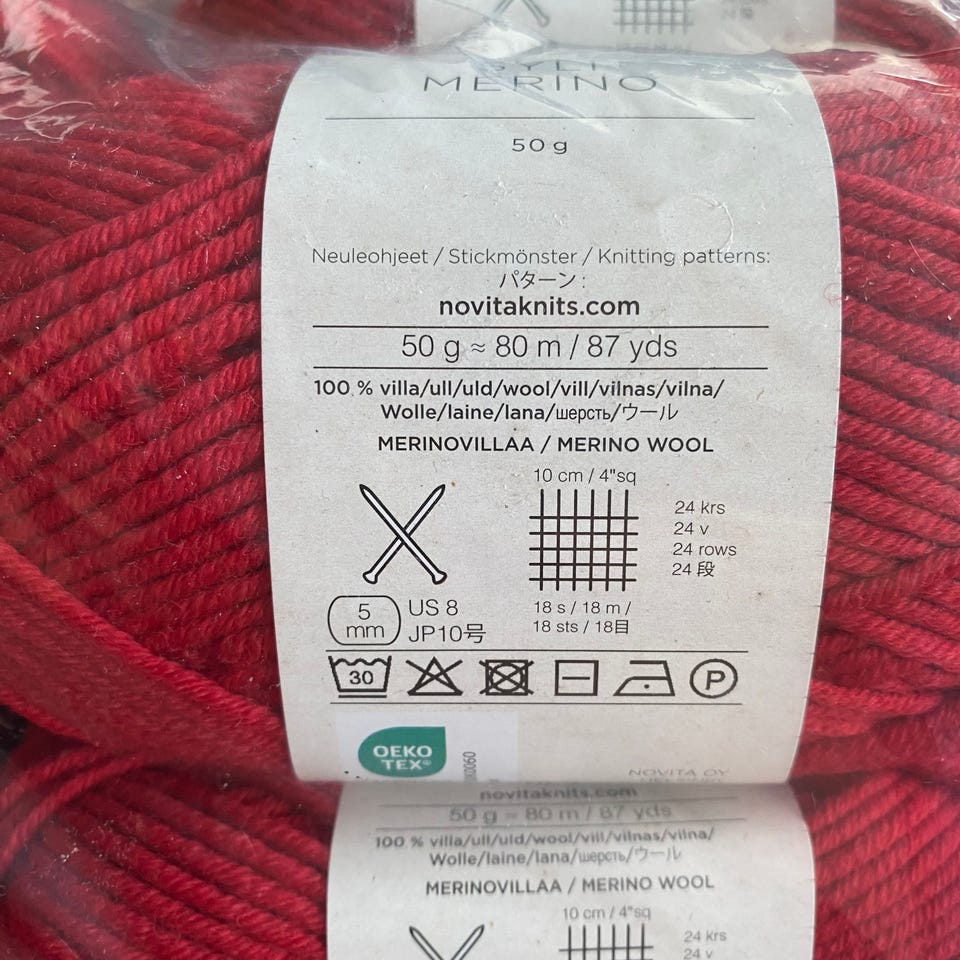 MERINO
50 g
Neuleohjeet / Stickmönster / Knitting patterns:
パターン :
novitaknits.com
50 g ≈ 80 m / 87 yds
100 % villa/ull/uld/wool/vill/vilnas/vilna/
Wolle/laine/lana/шерсть/ウール
MERINOVILLAA / MERINO WOOL
10 cm / 4"sq
24 krs
24 v
24 rows
24 段
5
mm
US 8
JP10号
18 s / 18 m /
18 sts / 18目
30
P
OEKO
TEX®
NOVITA OY
novitaknits.com
50 g ≈ 80 m / 87 yds
100 % villa/ull/uld/wool/vill/vilnas/vilna/
Wolle/laine/lana/шерсть/ウール
MERINOVILLAA / MERINO WOOL
10 cm / 4"sq
24 krs
24 v